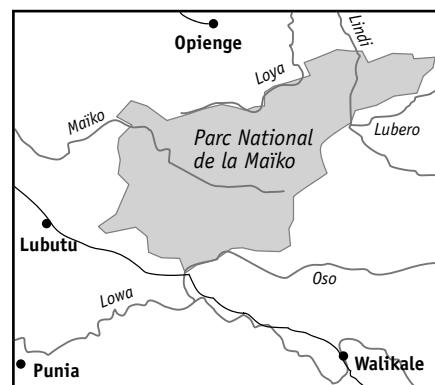 Opienge
Lindi
Loya
Maïko
Lubero
Parc National
de la Maïko
Lubutu
Oso
Lowa
Punia
Walikale